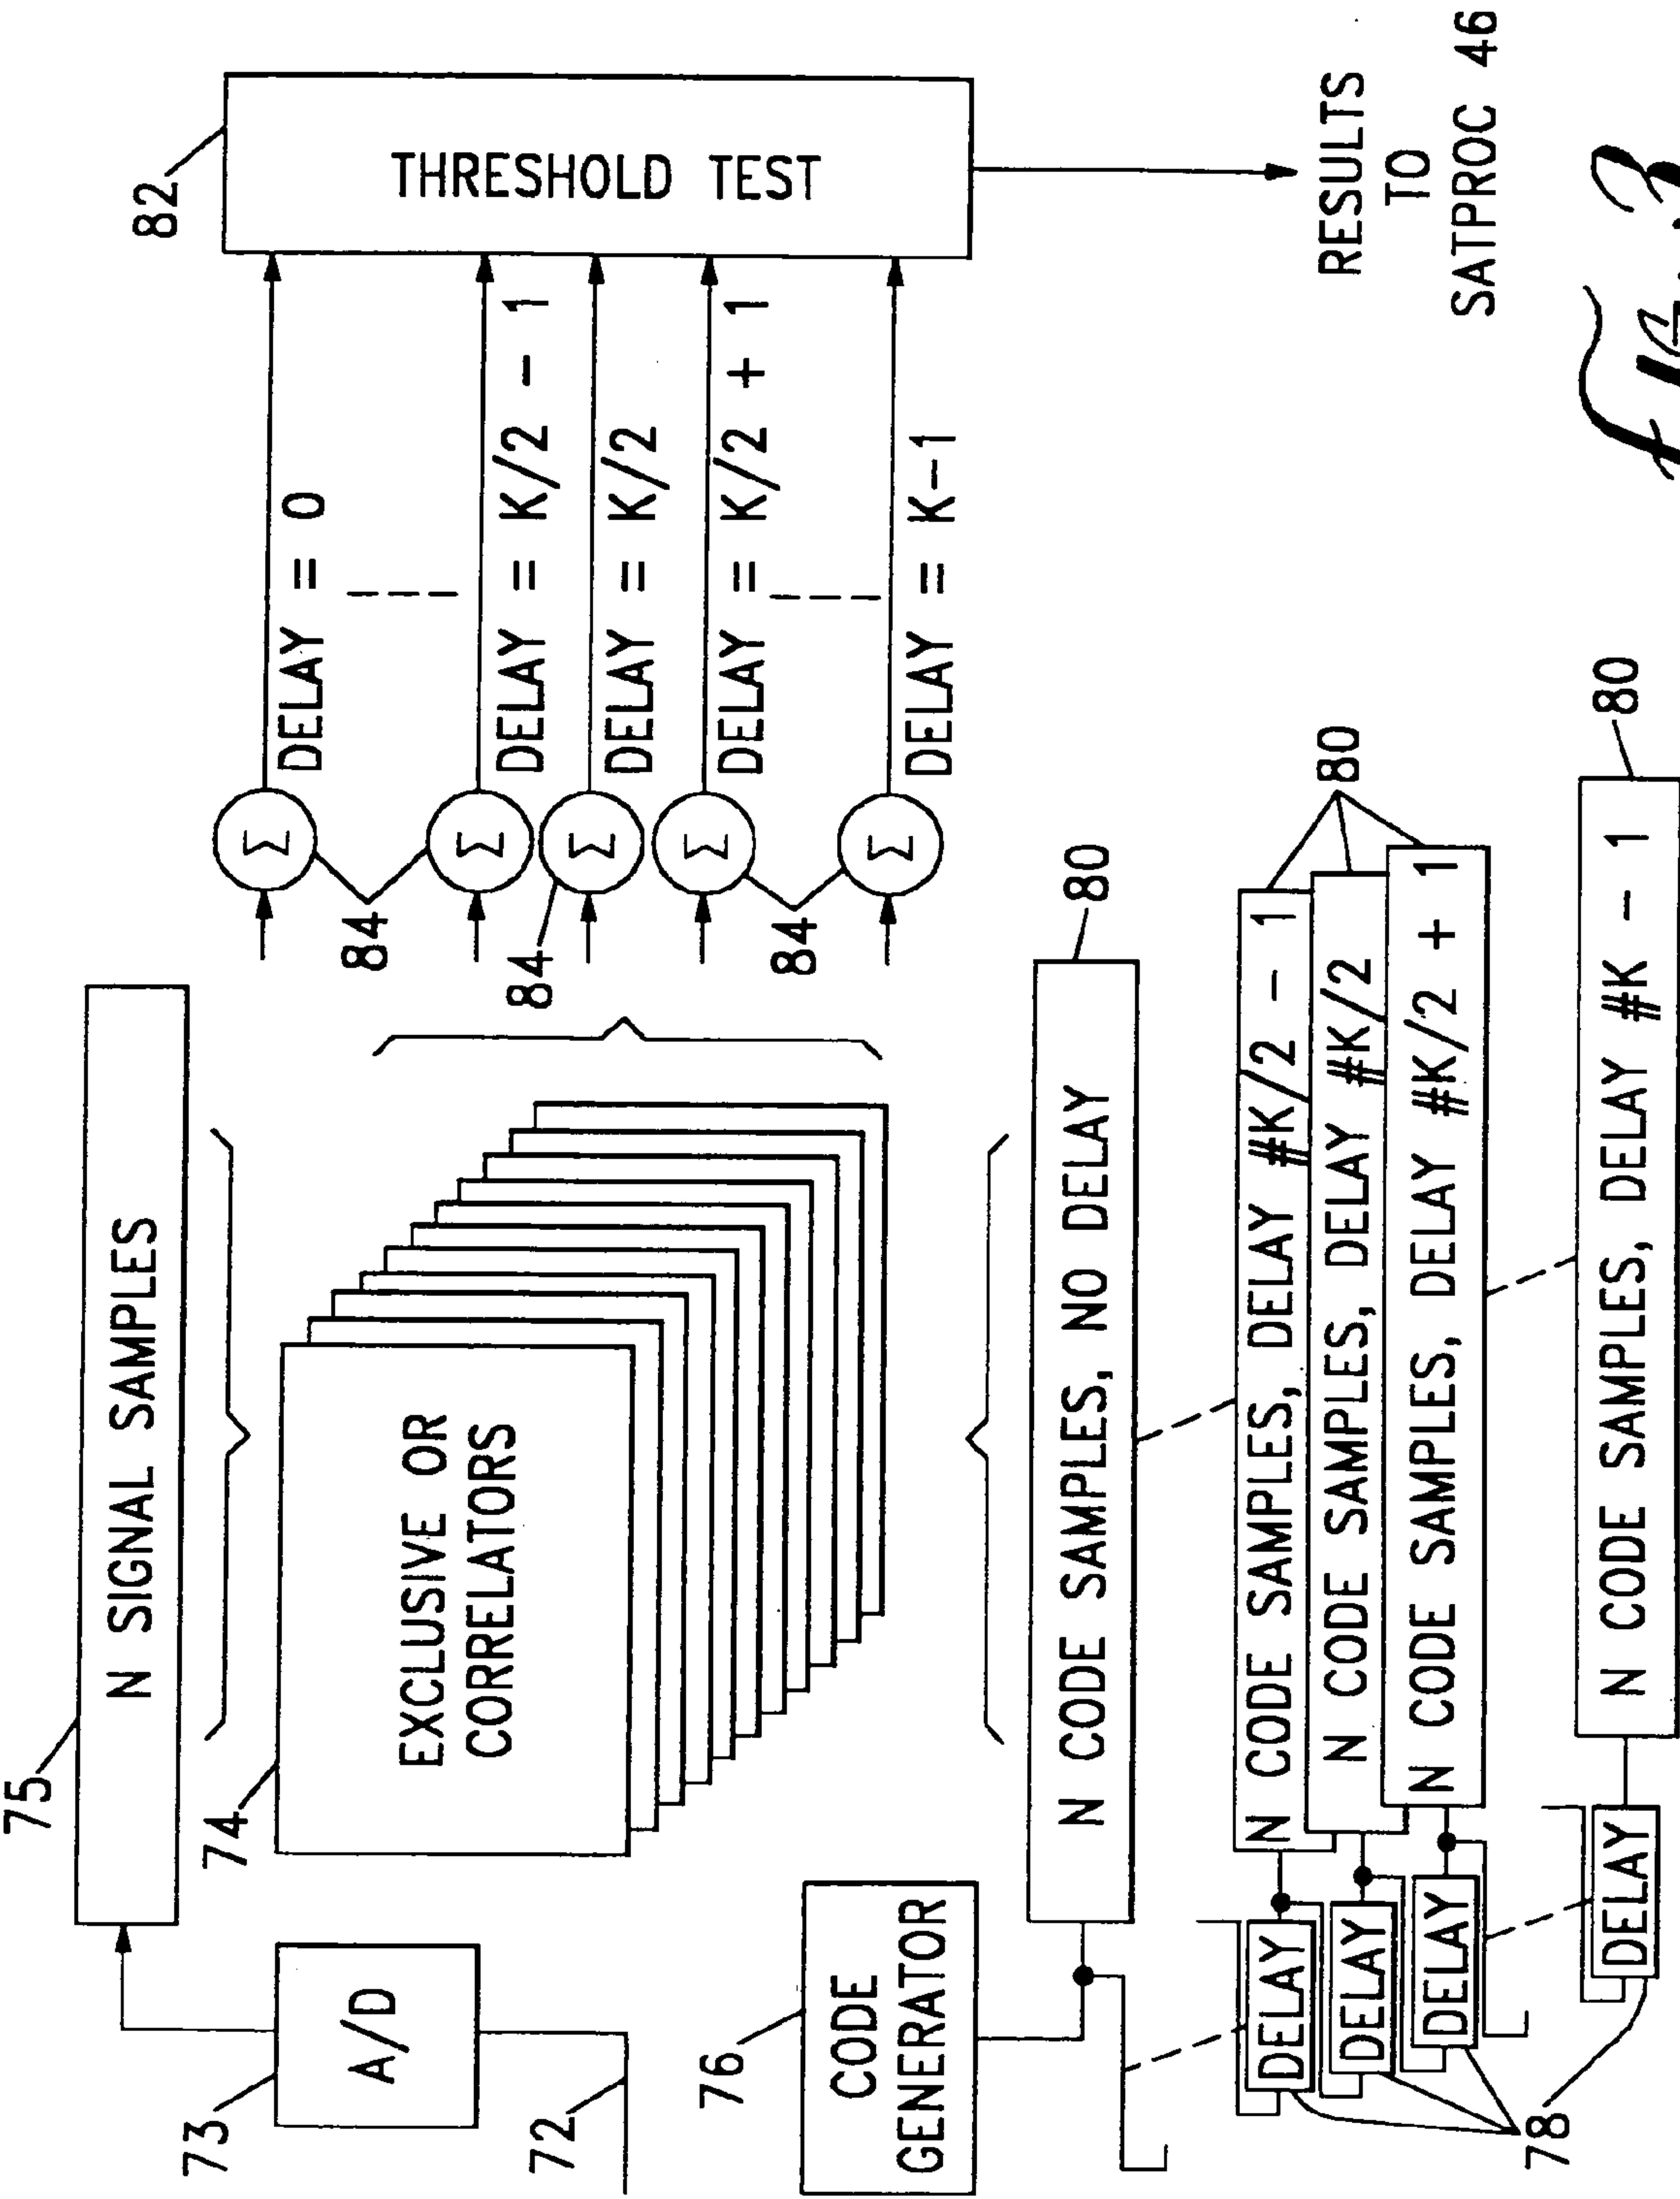 75
N SIGNAL SAMPLES
73
A/D
72
74
EXCLUSIVE OR
CORRELATORS
84
84
84
DELAY = 0
DELAY = K/2 - 1
DELAY = K/2
DELAY = K/2 + 1
DELAY = K-1
82
THRESHOLD TEST
RESULTS
TO
SATPROC 46
76
CODE
GENERATOR
N CODE SAMPLES, NO DELAY
80
DELAY
N CODE SAMPLES, DELAY #K/2 - 1
DELAY
N CODE SAMPLES, DELAY #K/2
DELAY
N CODE SAMPLES, DELAY #K/2 + 1
80
78
DELAY
N CODE SAMPLES, DELAY #K - 1
80